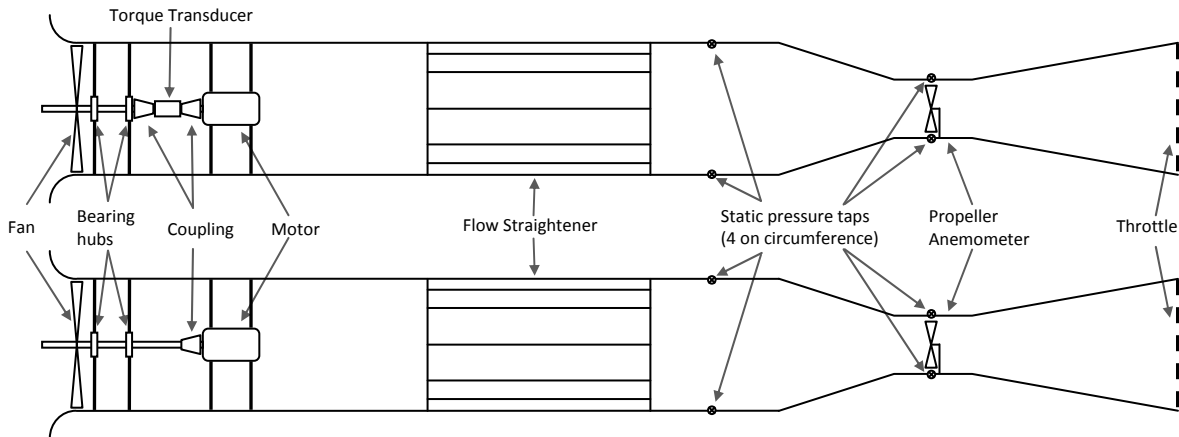 Torque Transducer
Fan
Bearing
hubs
Coupling
Motor
Flow Straightener
Static pressure taps
(4 on circumference)
Propeller
Anemometer
Throttle